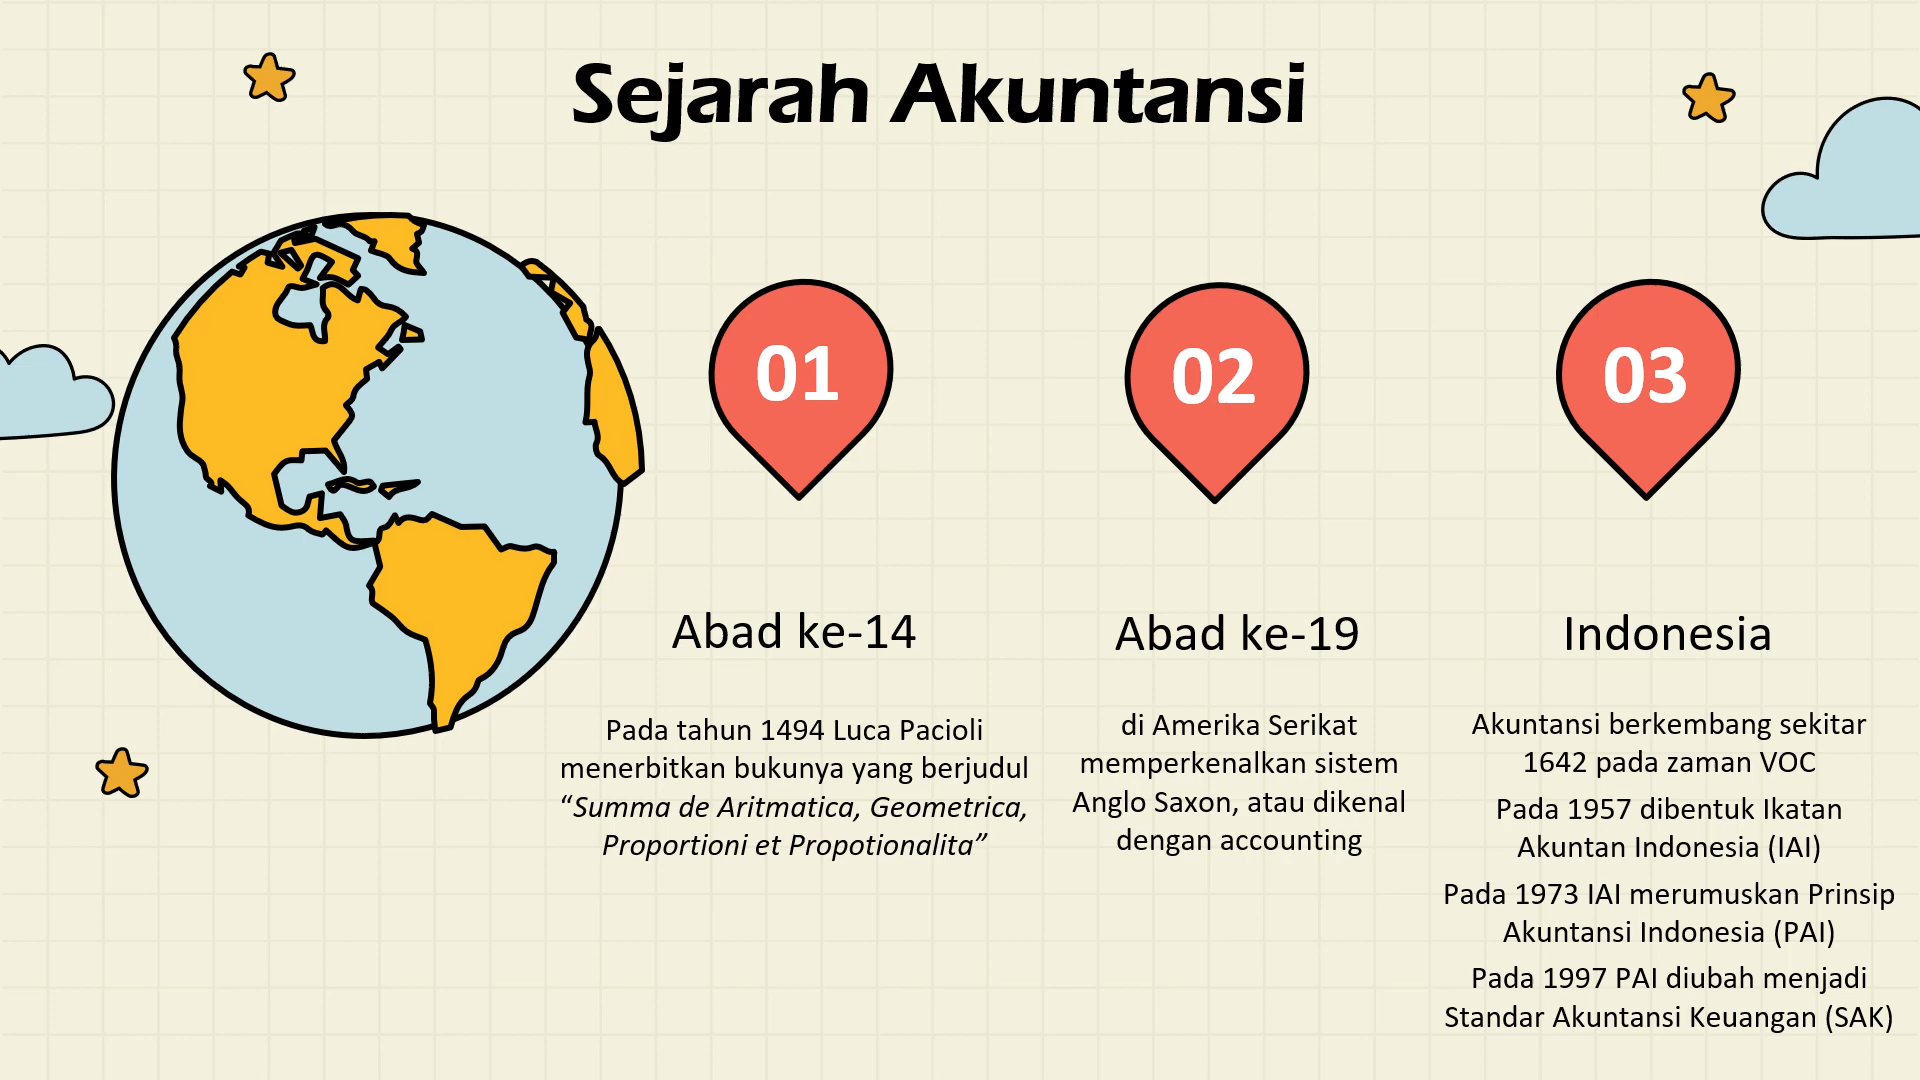 Sejarah Akuntansi
01
02
03
Abad ke-14
Pada tahun 1494 Luca Pacioli
menerbitkan bukunya yang berjudul
“Summa de Aritmatica, Geometrica,
Proportioni et Propotionalita”
Abad ke-19
di Amerika Serikat
memperkenalkan sistem
Anglo Saxon, atau dikenal
dengan accounting
Indonesia
Akuntansi berkembang sekitar
1642 pada zaman VOC
Pada 1957 dibentuk Ikatan
Akuntan Indonesia (IAI)
Pada 1973 IAI merumuskan Prinsip
Akuntansi Indonesia (PAI)
Pada 1997 PAI diubah menjadi
Standar Akuntansi Keuangan (SAK)